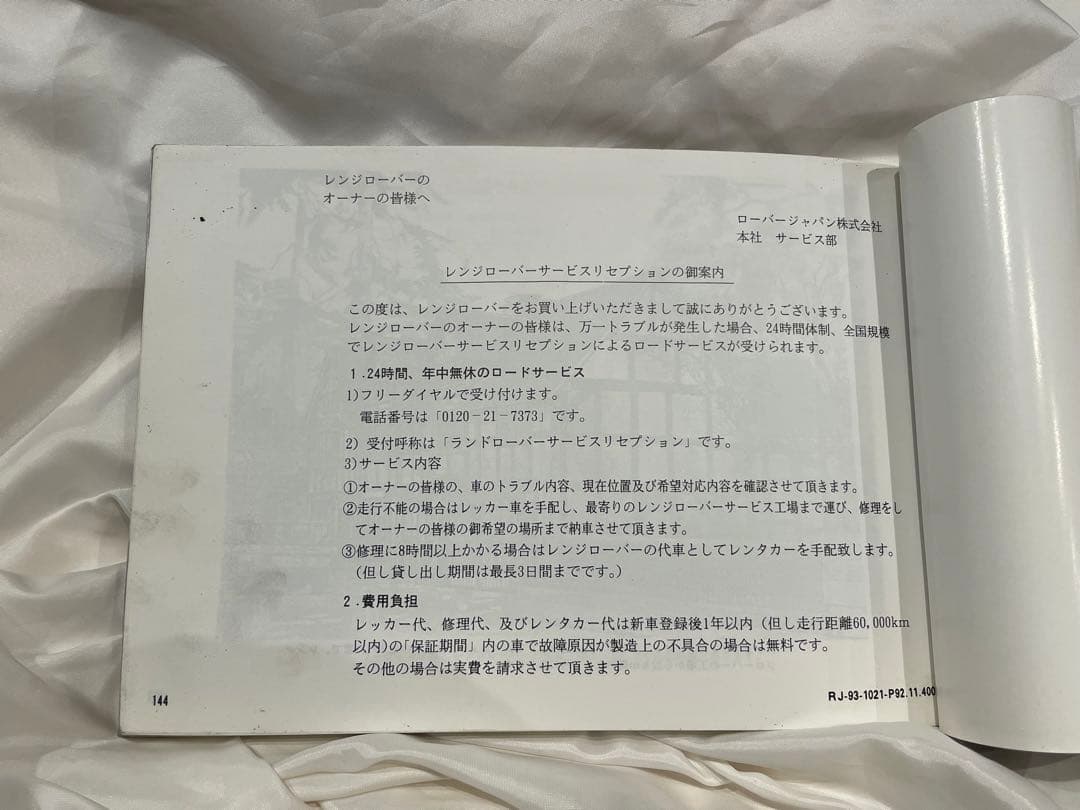 レンジローバーの
オーナーの皆様へ
ローバージャパン株式会社
本社　サービス部
レンジローバーサービスリセプションの御案内
この度は、レンジローバーをお買い上げいただきまして誠にありがとうございます。
レンジローバーのオーナーの皆様は、万一トラブルが発生した場合、24時間体制、全国規模
でレンジローバーサービスリセプションによるロードサービスが受けられます。
1.24時間、年中無休のロードサービス
1)フリーダイヤルで受け付けます。
電話番号は「0120－21－7373」です。
2) 受付呼称は「ランドローバーサービスリセプション」です。
3)サービス内容
①オーナーの皆様の、車のトラブル内容、現在位置及び希望対応内容を確認させて頂きます。
②走行不能の場合はレッカー車を手配し、最寄りのレンジローバーサービス工場まで運び、修理をし
てオーナーの皆様の御希望の場所まで納車させて頂きます。
③修理に8時間以上かかる場合はレンジローバーの代車としてレンタカーを手配致します。
(但し貸し出し期間は最長3日間までです。)
2.費用負担
レッカー代、修理代、及びレンタカー代は新車登録後1年以内（但し走行距離60,000km
以内)の「保証期間」内の車で故障原因が製造上の不具合の場合は無料です。
その他の場合は実費を請求させて頂きます。
144
RJ-93-1021-P92.11.400